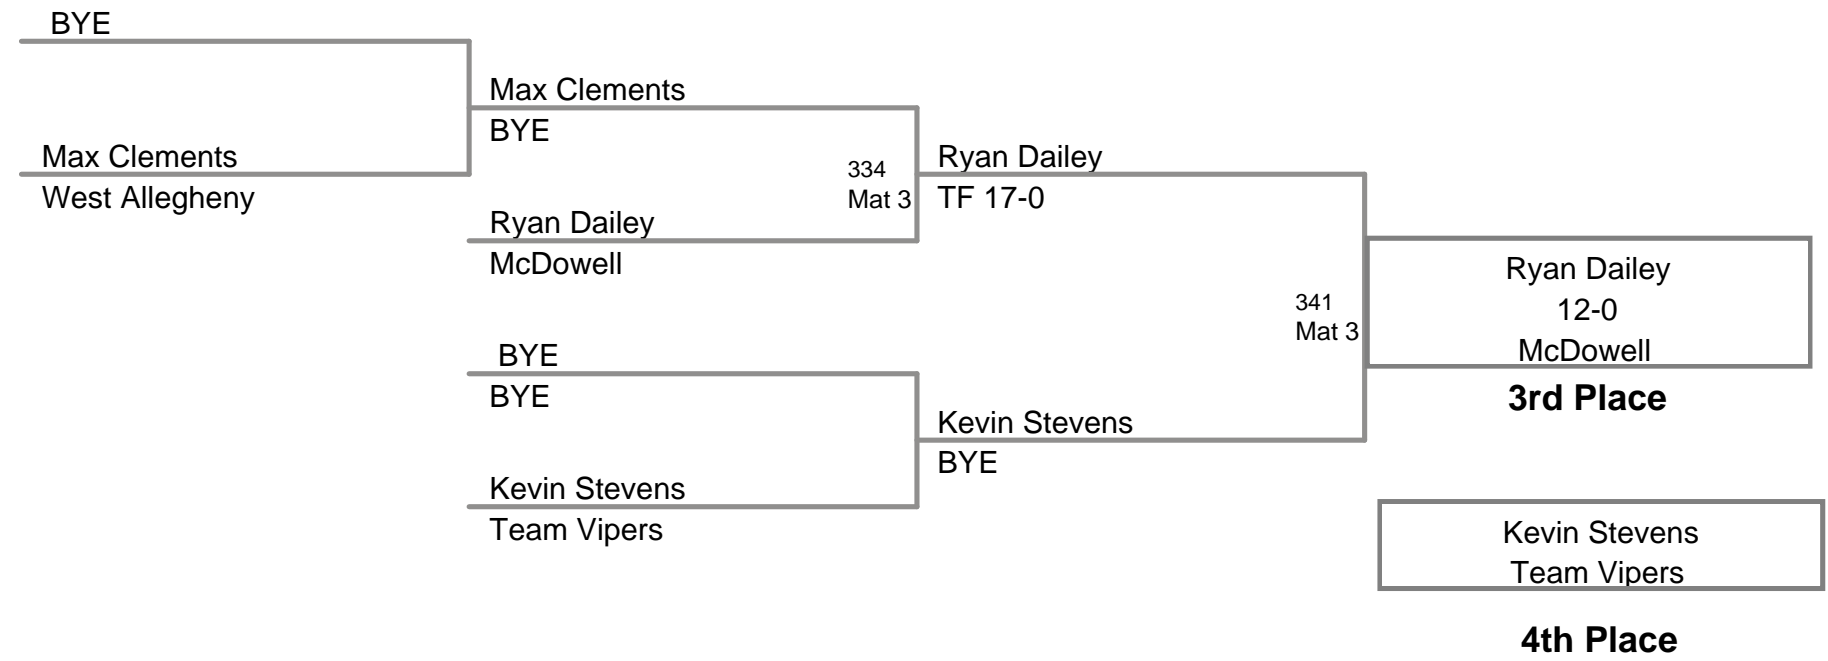 BYE
Max Clements
West Allegheny
Max Clements
BYE
Ryan Dailey
McDowell
334
Mat 3
BYE
BYE
Kevin Stevens
Team Vipers
Ryan Dailey
TF 17-0
Kevin Stevens
BYE
341
Mat 3
Ryan Dailey
12-0
McDowell
3rd Place
Kevin Stevens
Team Vipers
4th Place